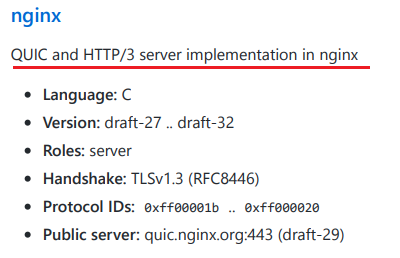 nginx
QUIC and HTTP/3 server implementation in nginx
Language: C
Version: draft-27 .. draft-32
Roles: server
Handshake: TLSv1.3 (RFC8446)
Protocol IDs: 0xff00001b .. 0xff000020
Public server: quic.nginx.org:443 (draft-29)